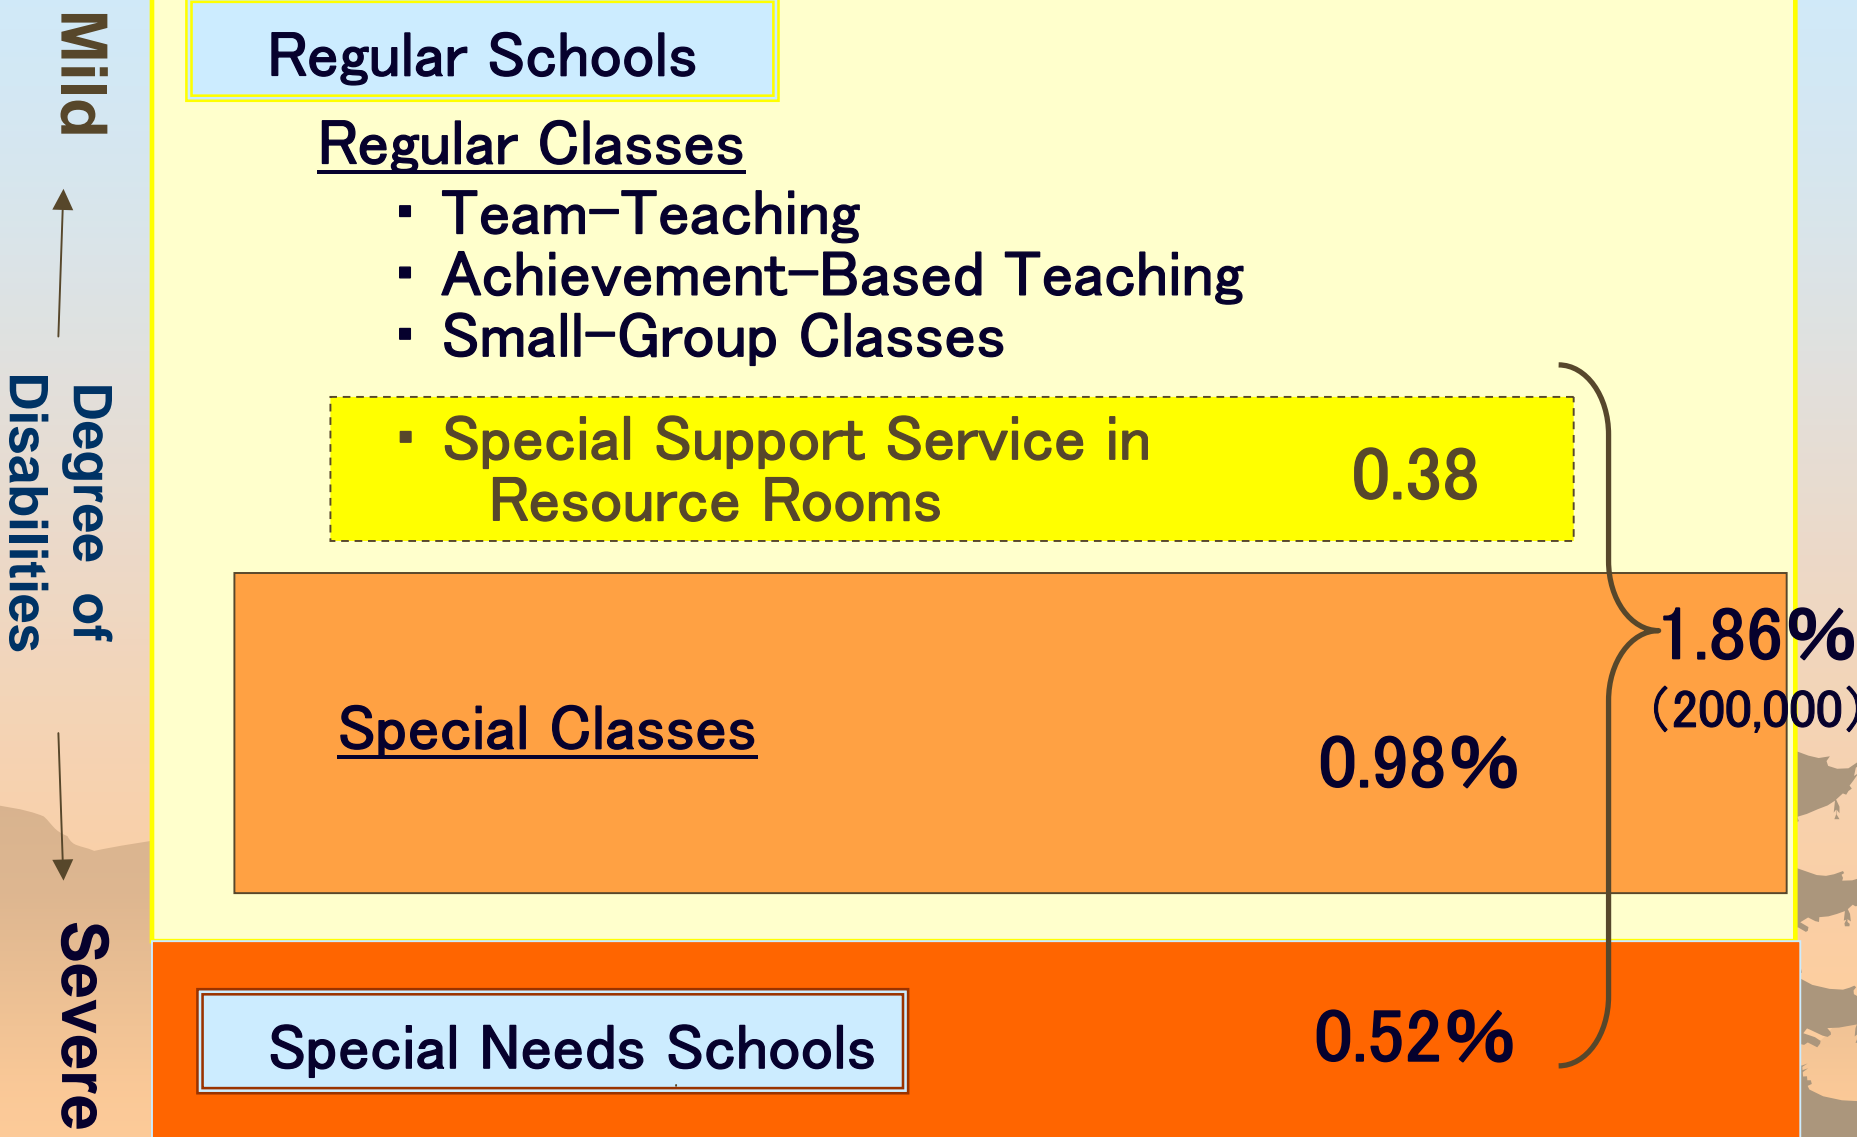 Mild
Degree of
Disabilities
Severe
Regular Schools
Regular Classes
▪ Team-Teaching
▪ Achievement-Based Teaching
▪ Small-Group Classes
▪ Special Support Service in
Resource Rooms
0.38
Special Classes
0.98%
1.86%
(200,000)
Special Needs Schools
0.52%